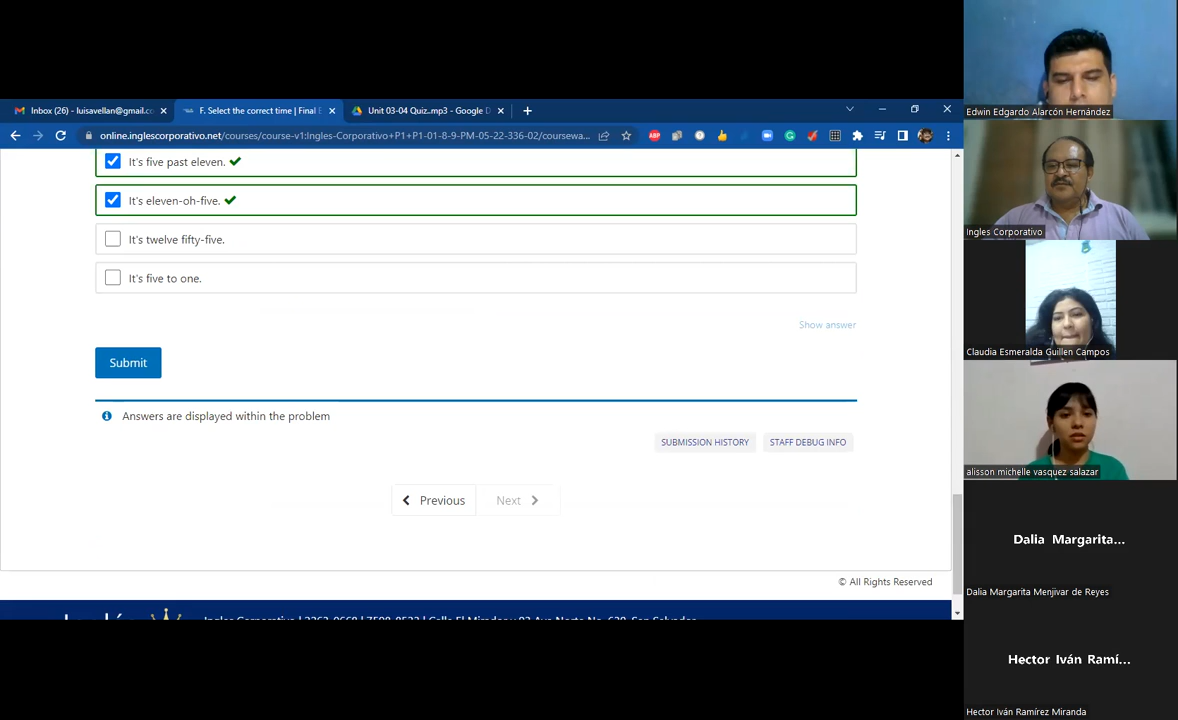 Inbox (26) - luisavellan@gmail.cc
F. Select the correct time | Final E
Unit 03-04 Quiz..mp3 - Google D
online.inglescorporativo.net/courses/course-v1:Ingles-Corporativo+P1+P1-01-8-9-PM-05-22-336-02/coursewa...
It's five past eleven.
It's eleven-oh-five.
It's twelve fifty-five.
It's five to one.
Show answer
Submit
Answers are displayed within the problem
SUBMISSION HISTORY
STAFF DEBUG INFO
Previous
Next
© All Rights Reserved
Edwin Edgardo Alarcón Hernández
Ingles Corporativo
Claudia Esmeralda Guillen Campos
alisson michelle vasquez salazar
Dalia Margarita...
Dalia Margarita Menjivar de Reyes
Hector Iván Ramí...
Hector Iván Ramírez Miranda